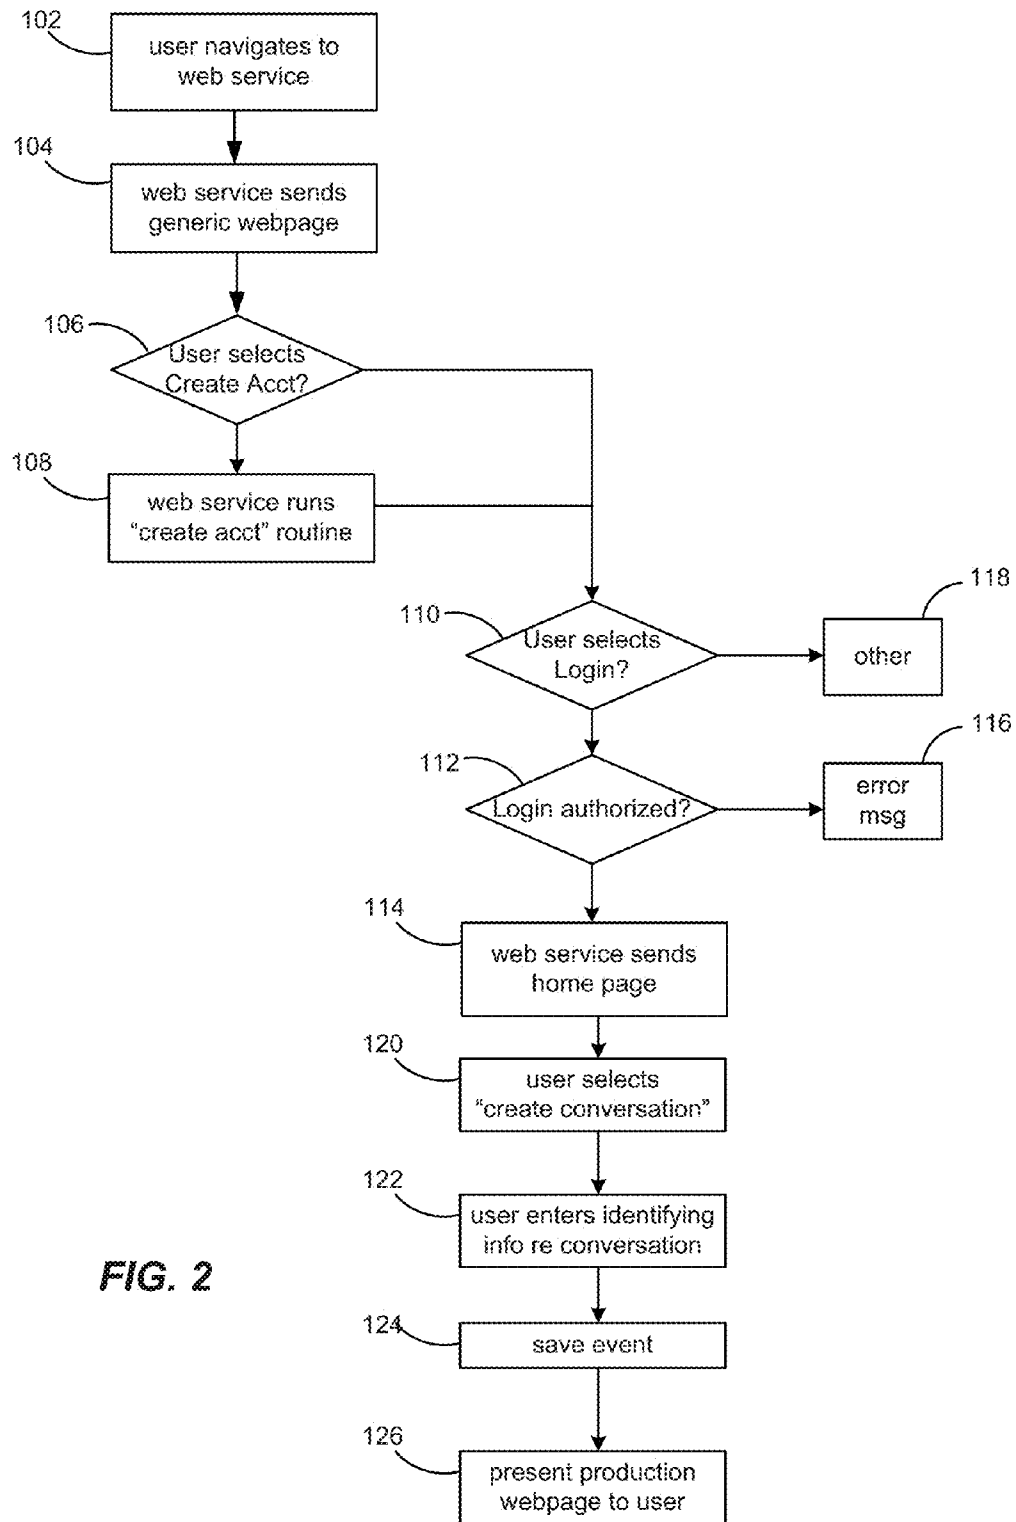 102
user navigates to
web service
104
web service sends
generic webpage
106
User selects
Create Acct?
108
web service runs
“create acct” routine
110
User selects
Login?
118
other
112
Login authorized?
116
error
msg
114
web service sends
home page
120
user selects
“create conversation”
122
user enters identifying
info re conversation
FIG. 2
124
save event
126
present production
webpage to user